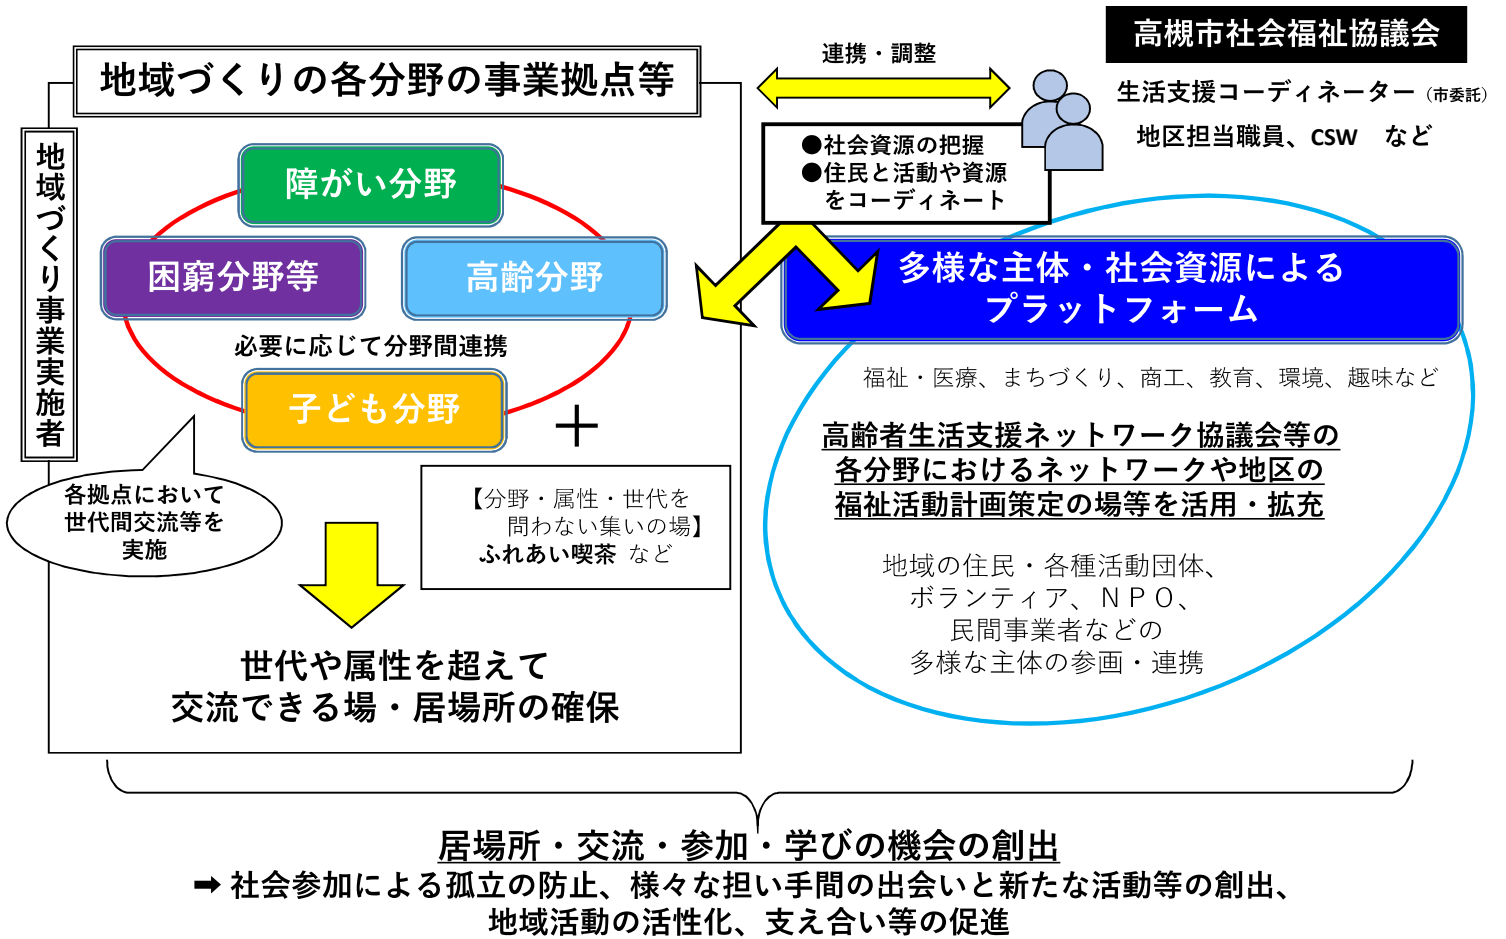 高槻市社会福祉協議会
連携・調整
地域づくりの各分野の事業拠点等
生活支援コーディネーター（市委託）
地区担当職員、CSW　など
●社会資源の把握
●住民と活動や資源
をコーディネート
地域づくり事業実施者
障がい分野
困窮分野等
高齢分野
必要に応じて分野間連携
子ども分野
＋
各拠点において
世代間交流等を
実施
【分野・属性・世代を
問わない集いの場】
ふれあい喫茶 など
世代や属性を超えて
交流できる場・居場所の確保
多様な主体・社会資源による
プラットフォーム
福祉・医療、まちづくり、商工、教育、環境、趣味など
高齢者生活支援ネットワーク協議会等の
各分野におけるネットワークや地区の
福祉活動計画策定の場等を活用・拡充
地域の住民・各種活動団体、
ボランティア、ＮＰＯ、
民間事業者などの
多様な主体の参画・連携
居場所・交流・参加・学びの機会の創出
➡ 社会参加による孤立の防止、様々な担い手間の出会いと新たな活動等の創出、
地域活動の活性化、支え合い等の促進